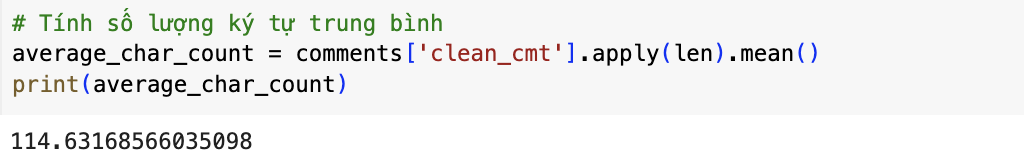 # Tính số lượng ký tự trung bình
average_char_count = comments['clean_cmt'].apply(len).mean()
print(average_char_count)
114.63168566035098